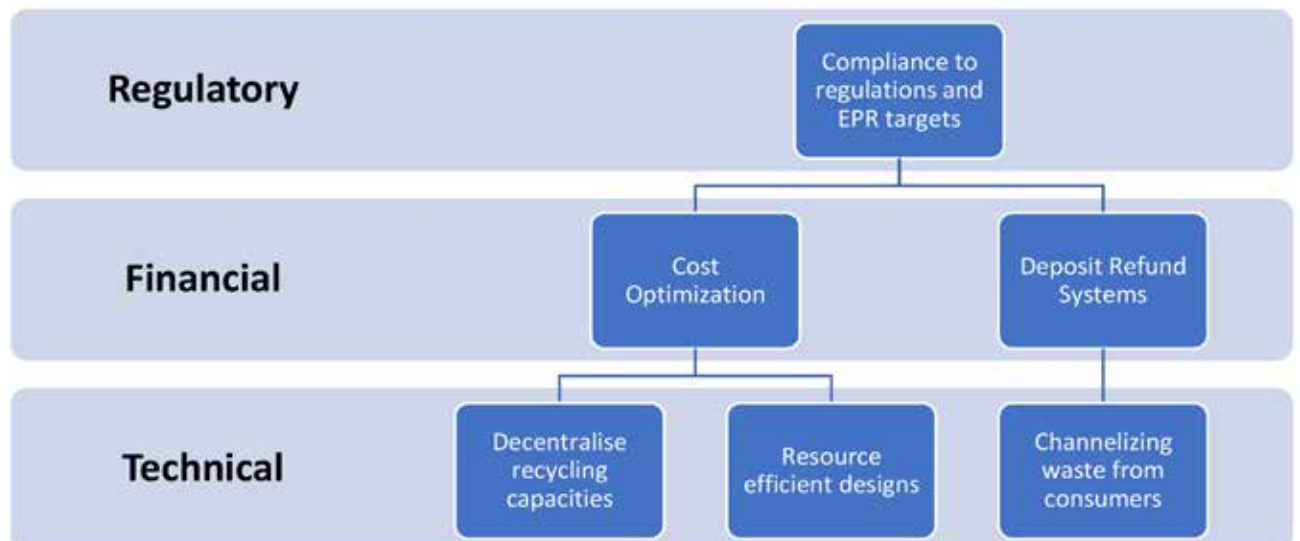 Regulatory
Compliance to
regulations and
EPR targets
Financial
Cost
Optimization
Deposit Refund
Systems
Technical
Decentralise
recycling
capacities
Resource
efficient designs
Channelizing
waste from
consumers